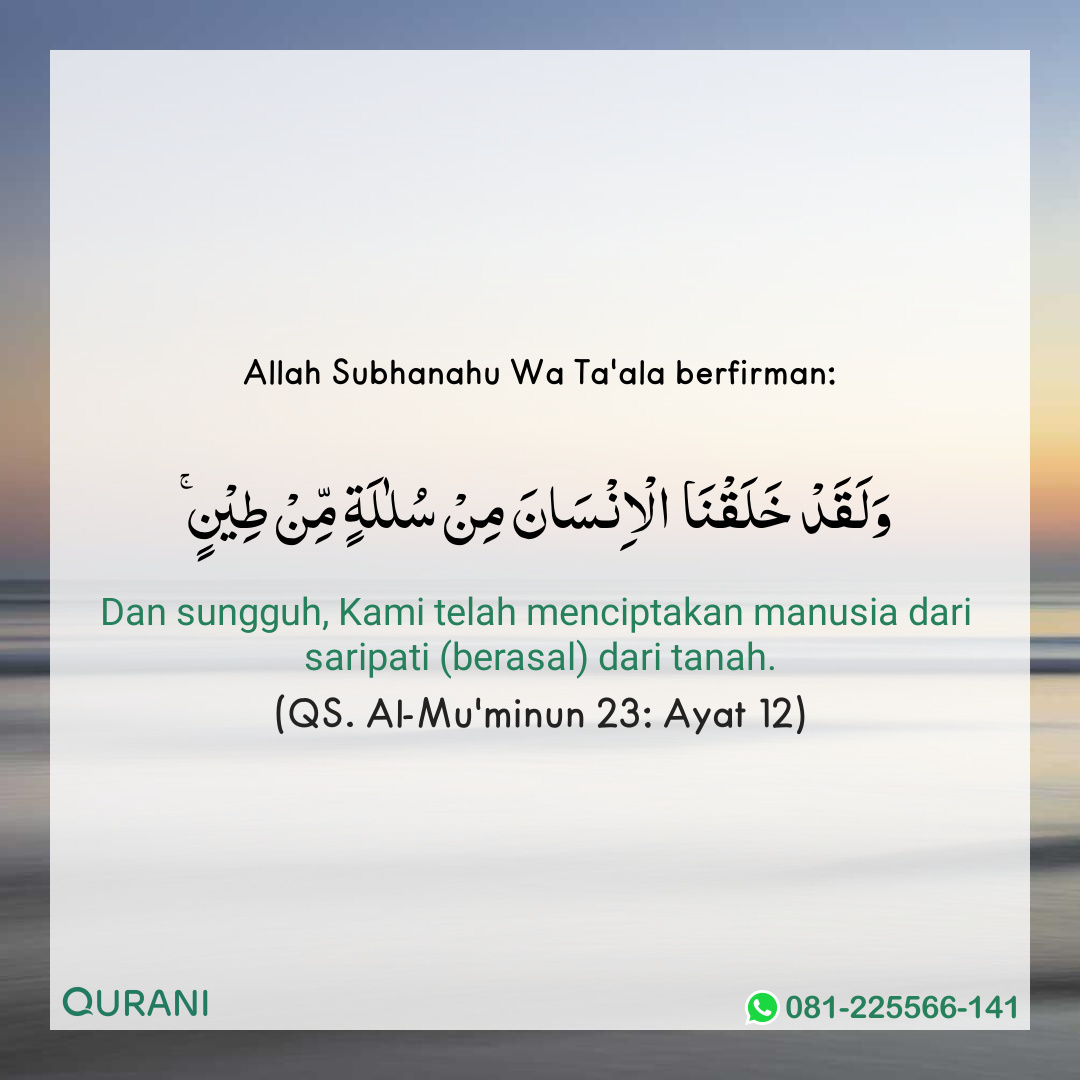 Allah Subhanahu Wa Ta'ala berfirman:
وَلَقَدْ خَلَقْنَا الْاِنْسَانَ مِنْ سُلٰلَةٍ مِّنْ طِيْنٍ ۚ
Dan sungguh, Kami telah menciptakan manusia dari
saripati (berasal) dari tanah.
(QS. Al-Mu'minun 23: Ayat 12)
QURANI
081-225566-141